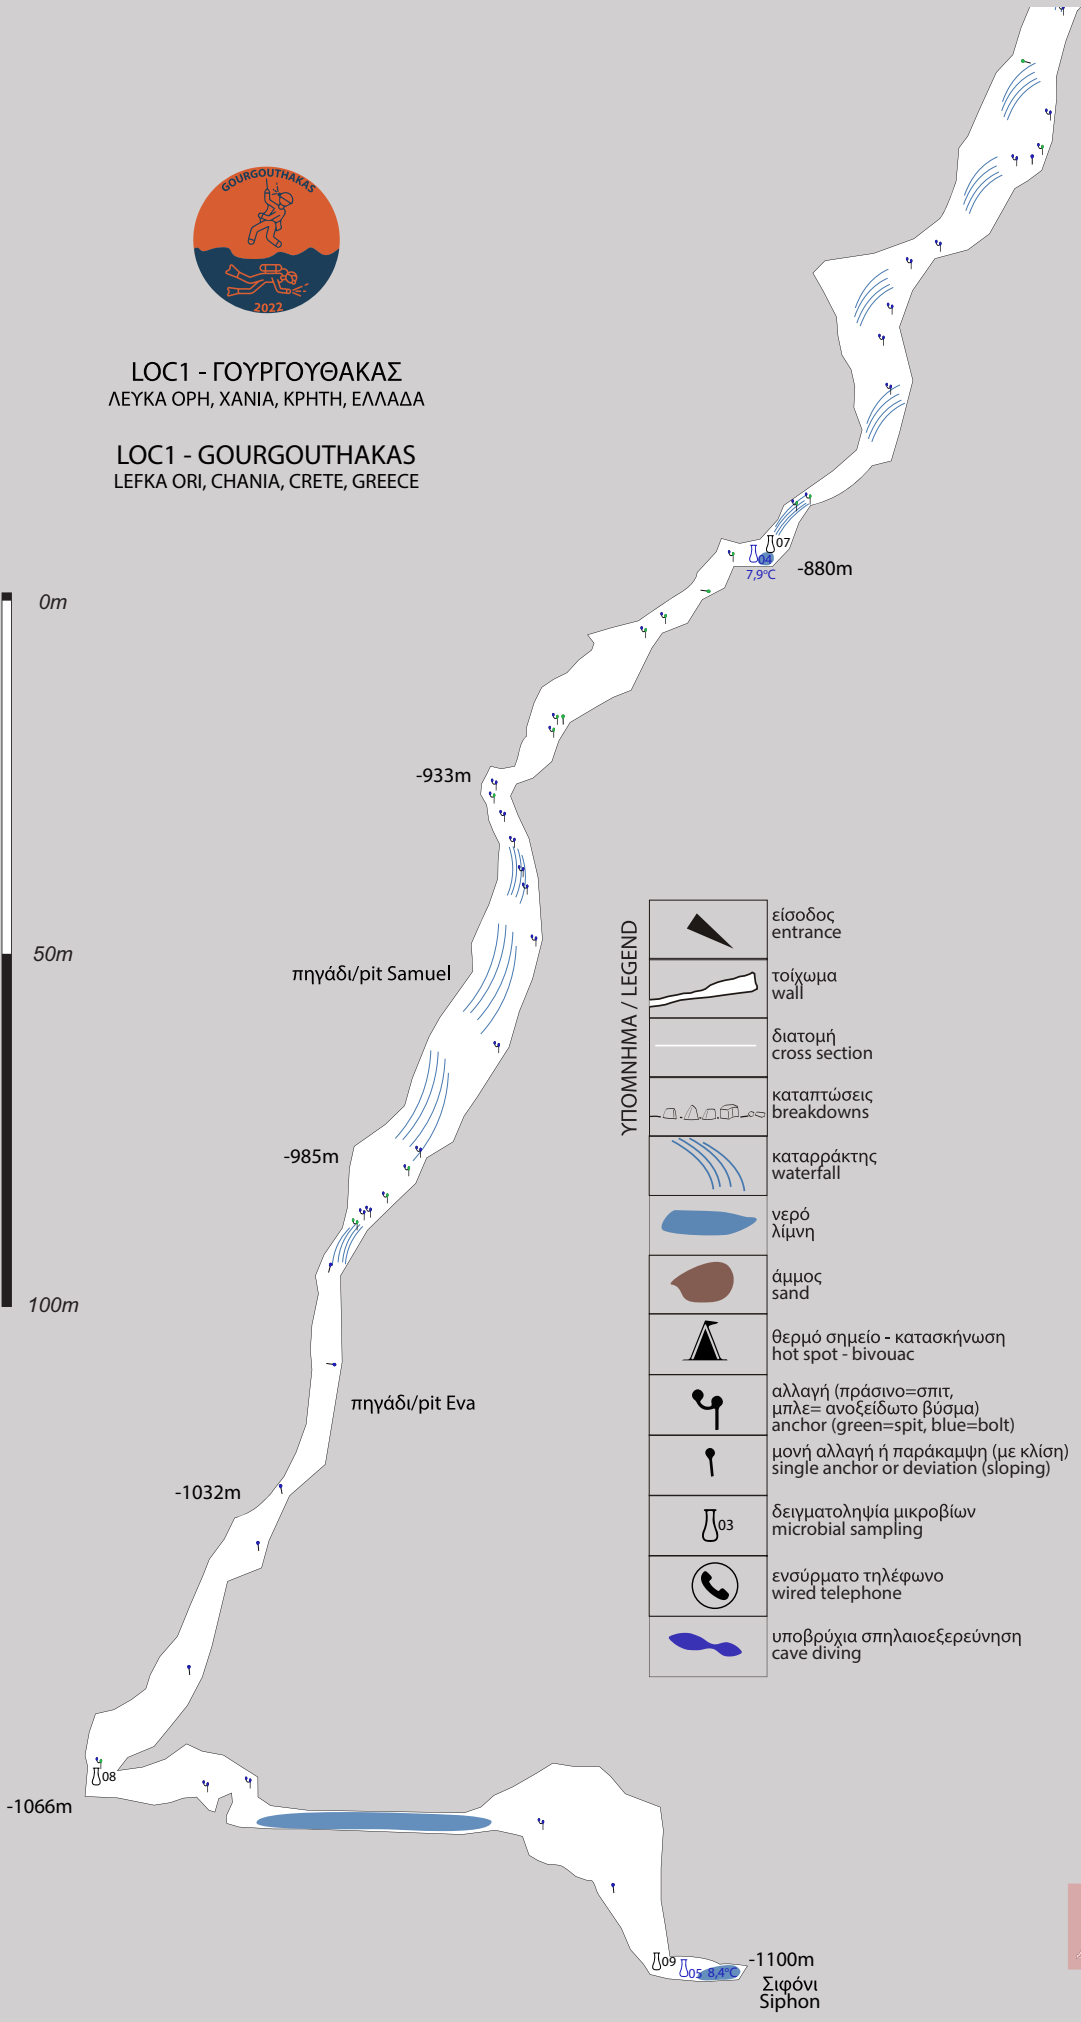 GOURGOUTHAKAS
2022
LOC1 - ΓΟΥΡΓΟΥΘΑΚΑΣ
ΛΕΥΚΑ ΟΡΗ, ΧΑΝΙΑ, ΚΡΗΤΗ, ΕΛΛΑΔΑ
LOC1 - GOURGOUTHAKAS
LEFKA ORI, CHANIA, CRETE, GREECE
07
04
7,9°C
-880m
0m
50m
100m
-933m
πηγάδι/pit Samuel
-985m
πηγάδι/pit Eva
-1032m
08
-1066m
09
05 8,4°C
-1100m
Σιφόνι
Siphon
ΥΠΟΜΝΗΜΑ / LEGEND
είσοδος
entrance
τοίχωμα
wall
διατομή
cross section
καταπτώσεις
breakdowns
καταρράκτης
waterfall
νερό
λίμνη
άμμος
sand
θερμό σημείο - κατασκήνωση
hot spot - bivouac
αλλαγή (πράσινο=σπιτ,
μπλε= ανοξείδωτο βύσμα)
anchor (green=spit, blue=bolt)
μονή αλλαγή ή παράκαμψη (με κλίση)
single anchor or deviation (sloping)
03
δειγματοληψία μικροβίων
microbial sampling
ενσύρματο τηλέφωνο
wired telephone
υποβρύχια σπηλαιοεξερεύνηση
cave diving